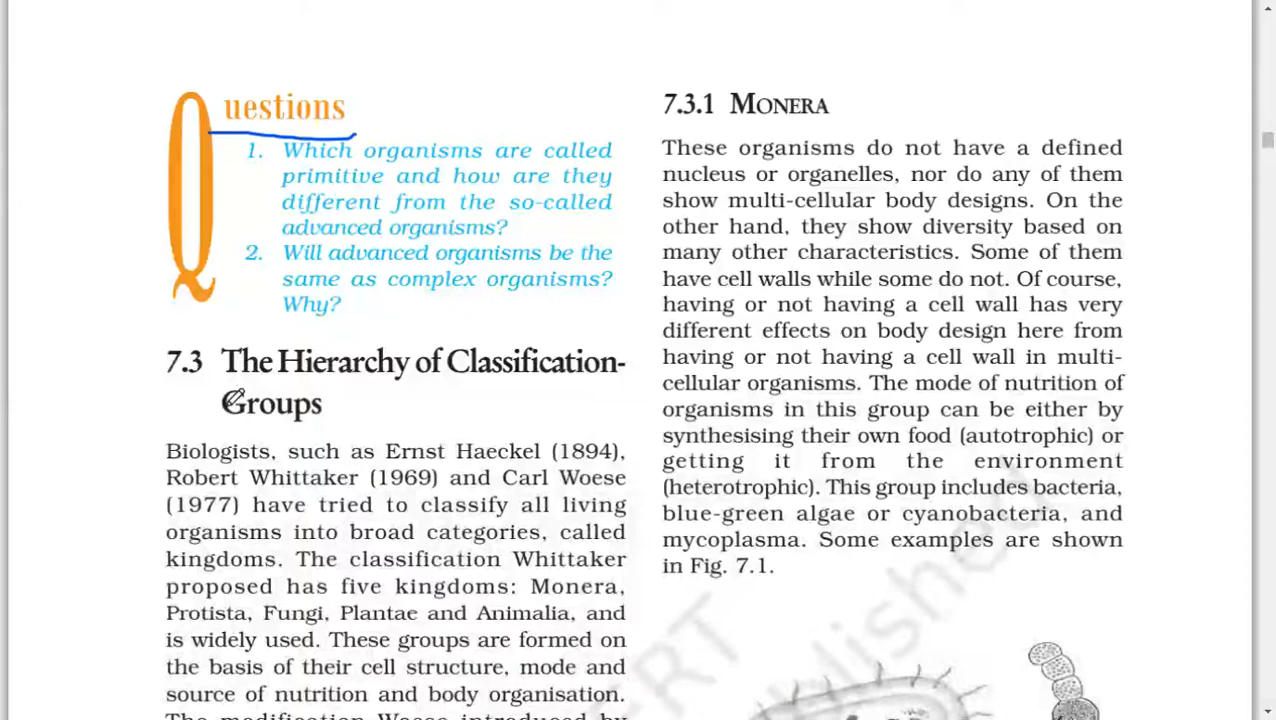 Questions
1. Which organisms are called
primitive and how are they
different from the so-called
advanced organisms?
2. Will advanced organisms be the
same as complex organisms?
Why?
7.3 The Hierarchy of Classification-
Groups
Biologists, such as Ernst Haeckel (1894),
Robert Whittaker (1969) and Carl Woese
(1977) have tried to classify all living
organisms into broad categories, called
kingdoms. The classification Whittaker
proposed has five kingdoms: Monera,
Protista, Fungi, Plantae and Animalia, and
is widely used. These groups are formed on
the basis of their cell structure, mode and
source of nutrition and body organisation.
The modification Woese introduced by
7.3.1 MONERA
These organisms do not have a defined
nucleus or organelles, nor do any of them
show multi-cellular body designs. On the
other hand, they show diversity based on
many other characteristics. Some of them
have cell walls while some do not. Of course,
having or not having a cell wall has very
different effects on body design here from
having or not having a cell wall in multi-
cellular organisms. The mode of nutrition of
organisms in this group can be either by
synthesising their own food (autotrophic) or
getting it from the environment
(heterotrophic). This group includes bacteria,
blue-green algae or cyanobacteria, and
mycoplasma. Some examples are shown
in Fig. 7.1.